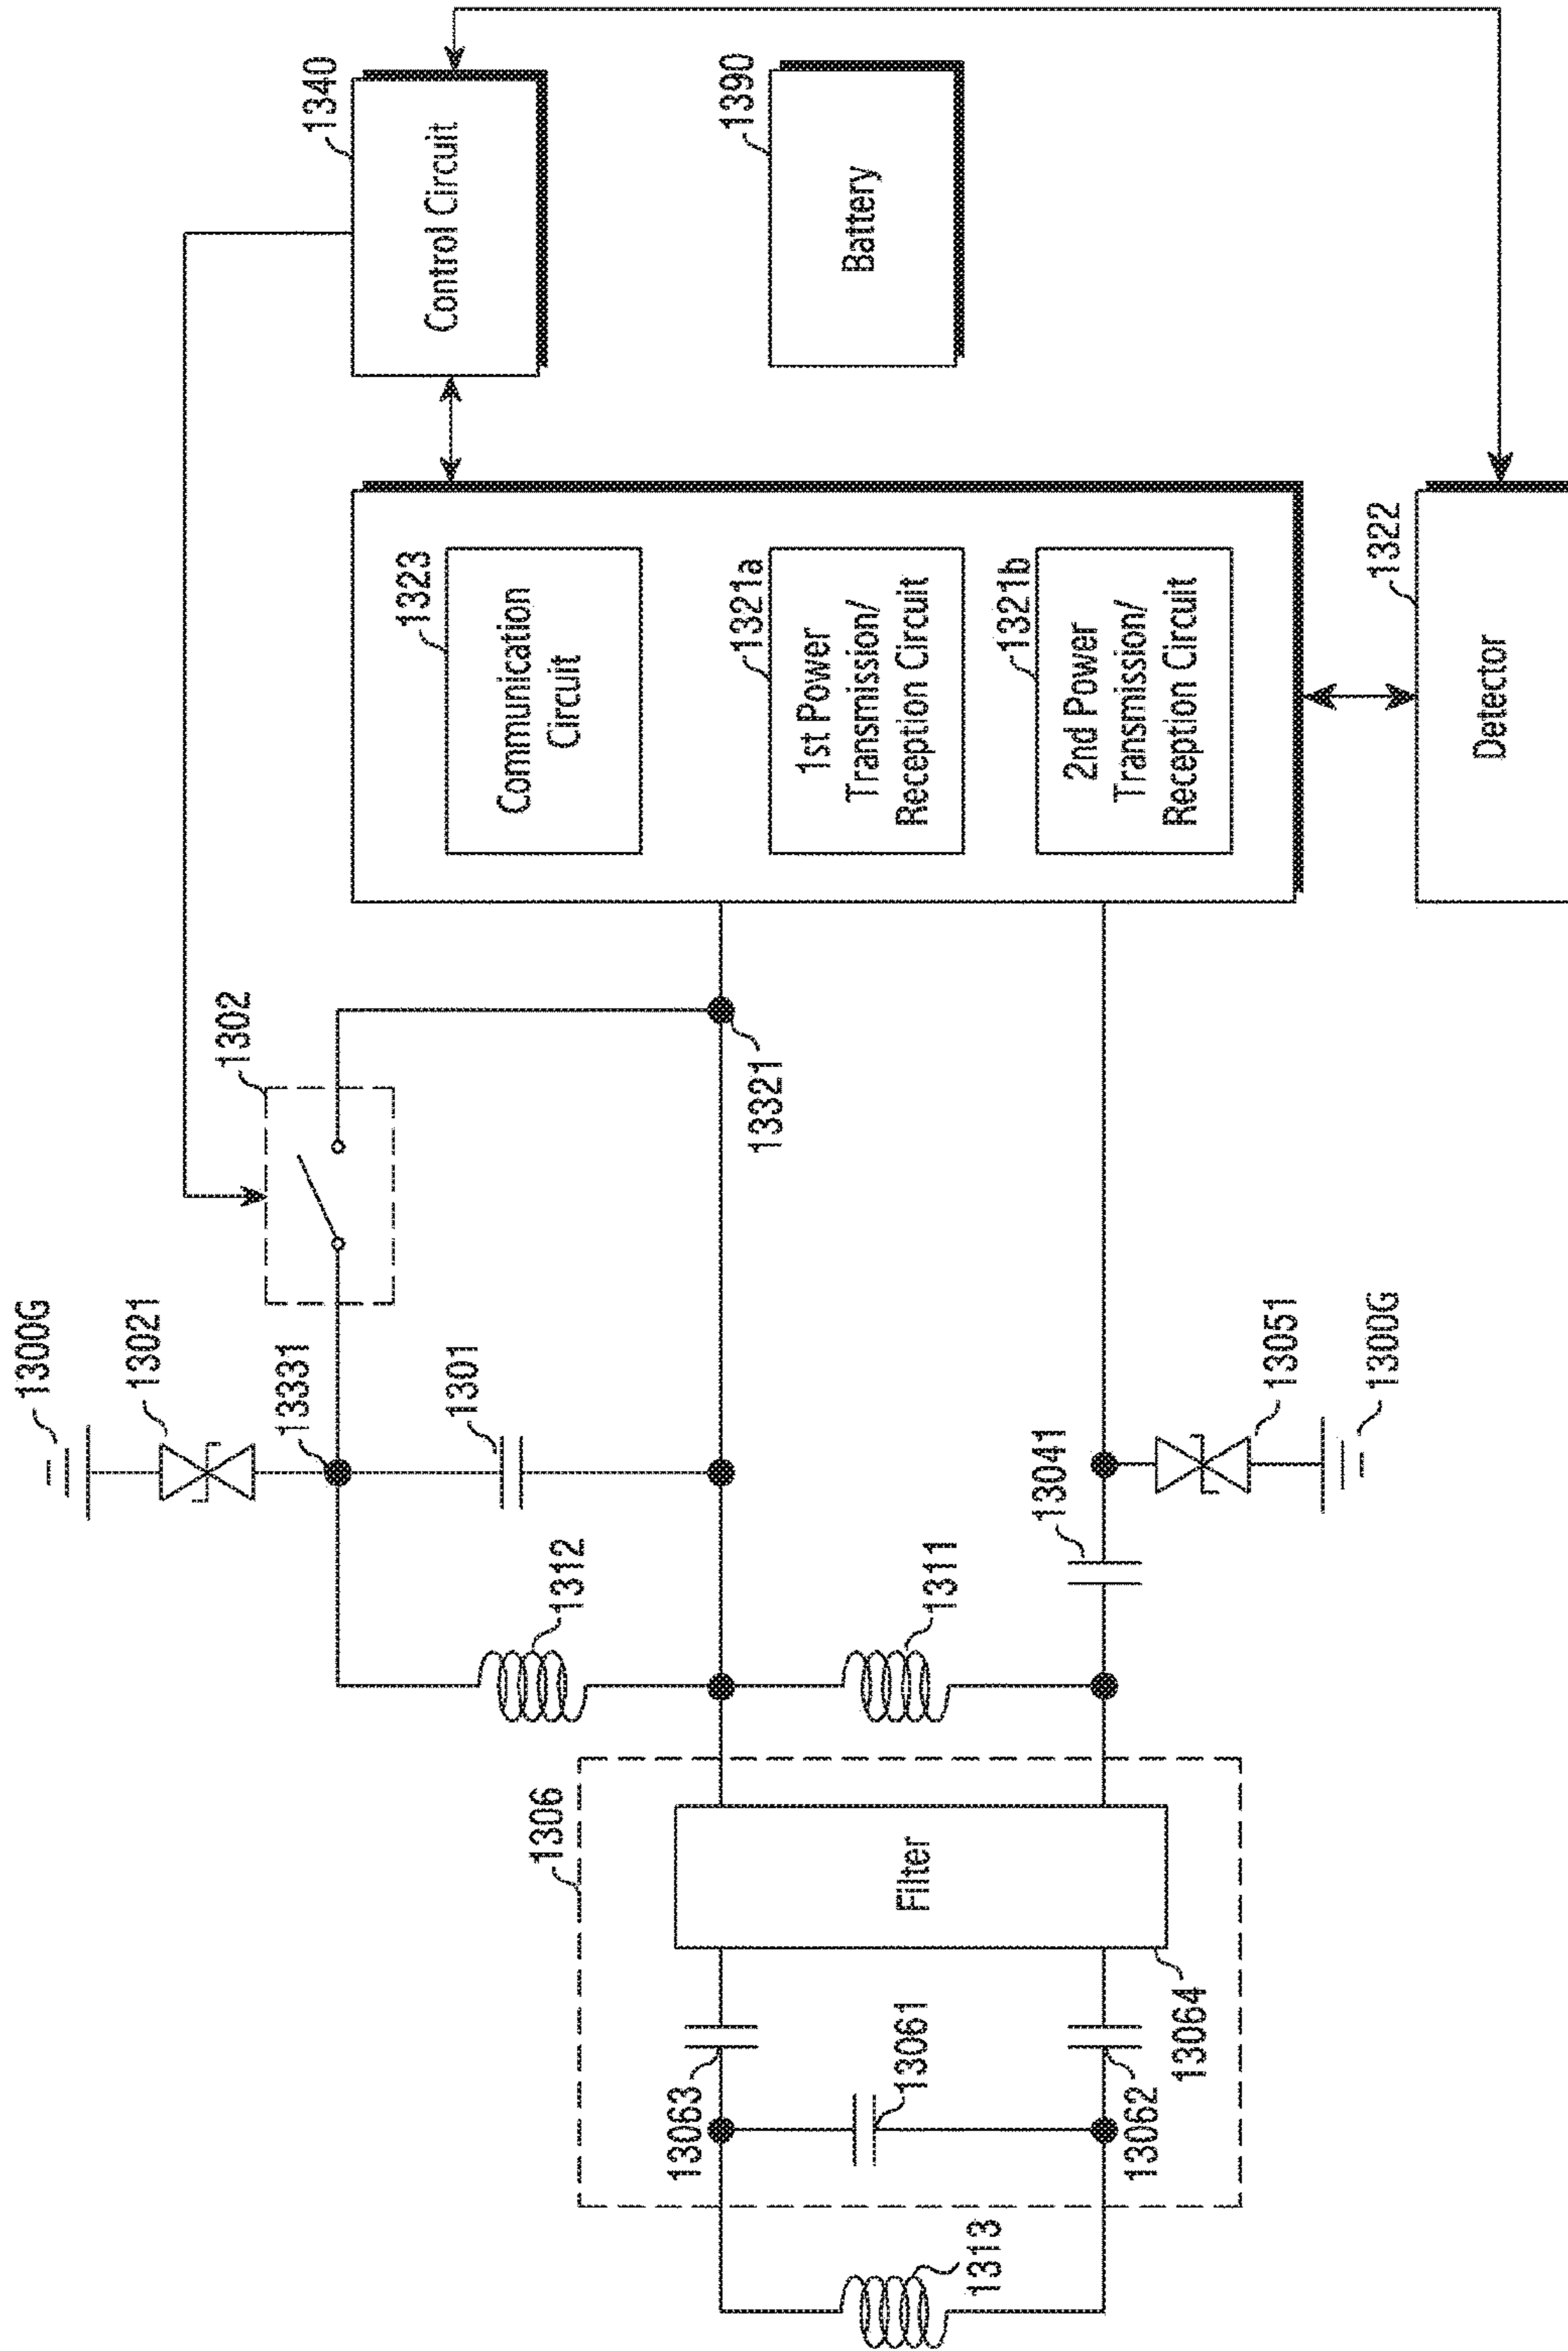 1300G
13021
13331
1301
1302
1340
Control Circuit
1390
Battery
1323
Communication
Circuit
1321a
1st Power
Transmission/
Reception Circuit
1321b
2nd Power
Transmission/
Reception Circuit
1322
Detector
13321
1312
1311
13041
13051
1300G
1306
Filter
13064
13063
13061
13062
1313